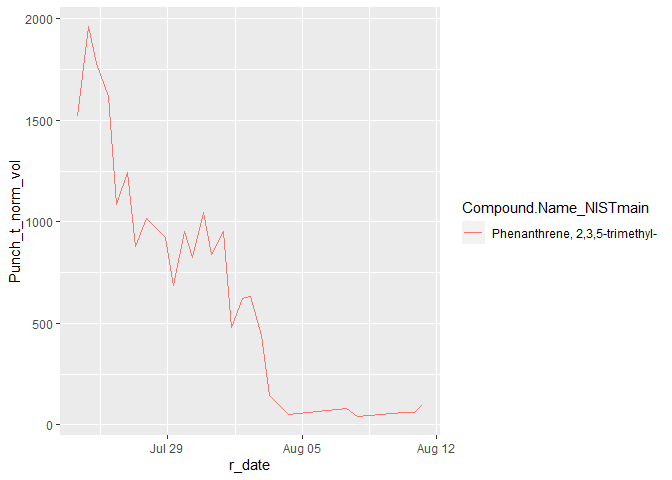 2000
1500
1000
500
0
Punch_t_norm_vol
Jul 29
Aug 05
Aug 12
r_date
Compound.Name_NISTmain
Phenanthrene, 2,3,5-trimethyl-